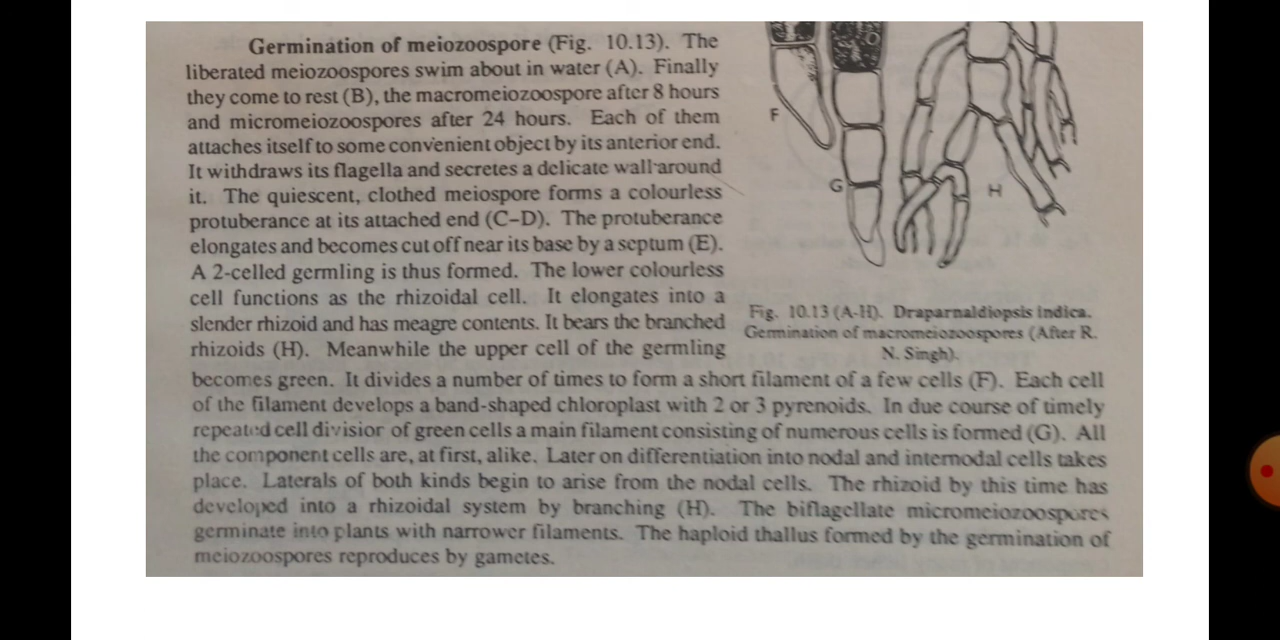 Germination of meiozoospore (Fig. 10.13). The
liberated meiozoospores swim about in water (A). Finally
they come to rest (B), the macromeiozoospore after 8 hours
and micromeiozoospores after 24 hours. Each of them
attaches itself to some convenient object by its anterior end.
It withdraws its flagella and secretes a delicate wall around
it. The quiescent, clothed meiospore forms a colourless
protuberance at its attached end (C-D). The protuberance
elongates and becomes cut off near its base by a septum (E).
A 2-celled germling is thus formed. The lower colourless
cell functions as the rhizoidal cell. It elongates into a
slender rhizoid and has meagre contents. It bears the branched
rhizoids (H). Meanwhile the upper cell of the germling
becomes green. It divides a number of times to form a short filament of a few cells (F). Each cell
of the filament develops a band-shaped chloroplast with 2 or 3 pyrenoids. In due course of timely
repeated cell divisior of green cells a main filament consisting of numerous cells is formed (G). All
the component cells are, at first, alike. Later on differentiation into nodal and internodal cells takes
place. Laterals of both kinds begin to arise from the nodal cells. The rhizoid by this time has
developed into a rhizoidal system by branching (H). The biflagellate micromeiozoospores
germinate into plants with narrower filaments. The haploid thallus formed by the germination of
meiozoospores reproduces by gametes.
F
G
H
Fig. 10.13 (A-H). Draparnaldiopsis indica.
Germination of macromeiozoospores (After R.
N. Singh).